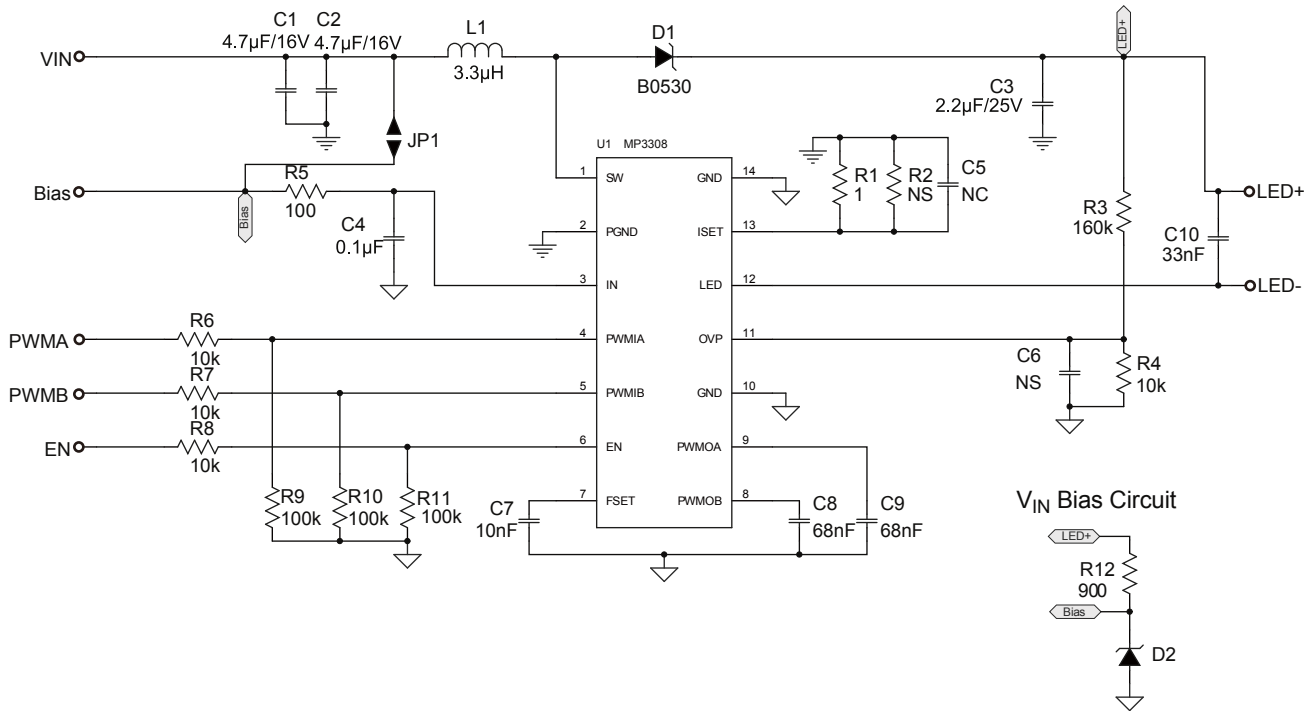 C1
C2
4.7µF/16V
4.7µF/16V
L1
3.3µH
D1
B0530
LED+
VIN
C3
2.2µF/25V
JP1
U1 MP3308
Bias
R5
100
Bias
C4
0.1µF
R1
1
R2
NS
C5
NC
R3
160k
C10
33nF
LED+
LED-
1 SW
2 PGND
3 IN
4 PWMIA
5 PWMIB
6 EN
7 FSET
GND 14
ISET 13
LED 12
OVP 11
GND 10
PWMOA 9
PWMOB 8
PWMA
R6
10k
PWMB
R7
10k
EN
R8
10k
R9
100k
R10
100k
R11
100k
C7
10nF
C8
68nF
C9
68nF
C6
NS
R4
10k
VIN Bias Circuit
LED+
R12
900
Bias
D2